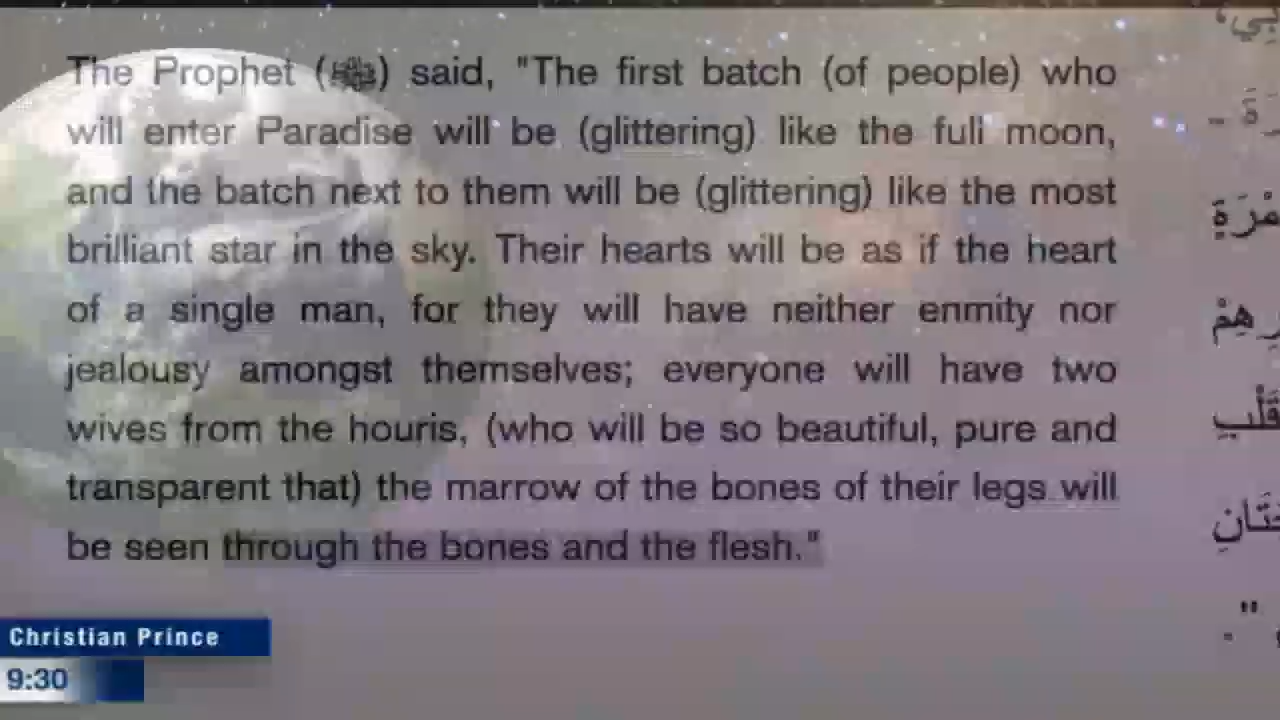 The Prophet (ﷺ) said, "The first batch (of people) who
will enter Paradise will be (glittering) like the full moon,
and the batch next to them will be (glittering) like the most
brilliant star in the sky. Their hearts will be as if the heart
of a single man, for they will have neither enmity nor
jealousy amongst themselves; everyone will have two
wives from the houris, (who will be so beautiful, pure and
transparent that) the marrow of the bones of their legs will
be seen through the bones and the flesh."
Christian Prince
9:30